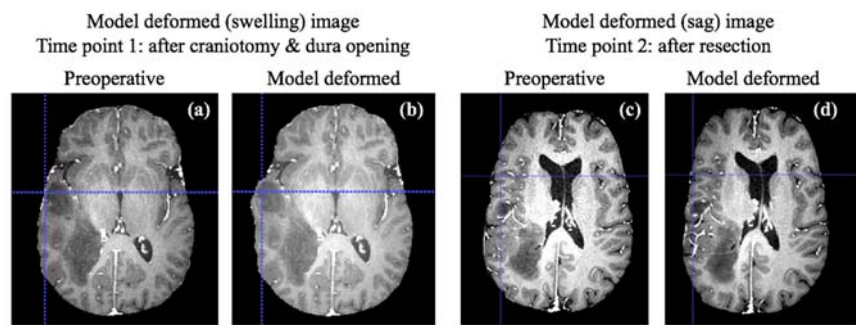 Model deformed (swelling) image
Time point 1: after craniotomy & dura opening
Preoperative
Model deformed
(a)
(b)
Model deformed (sag) image
Time point 2: after resection
Preoperative
Model deformed
(c)
(d)